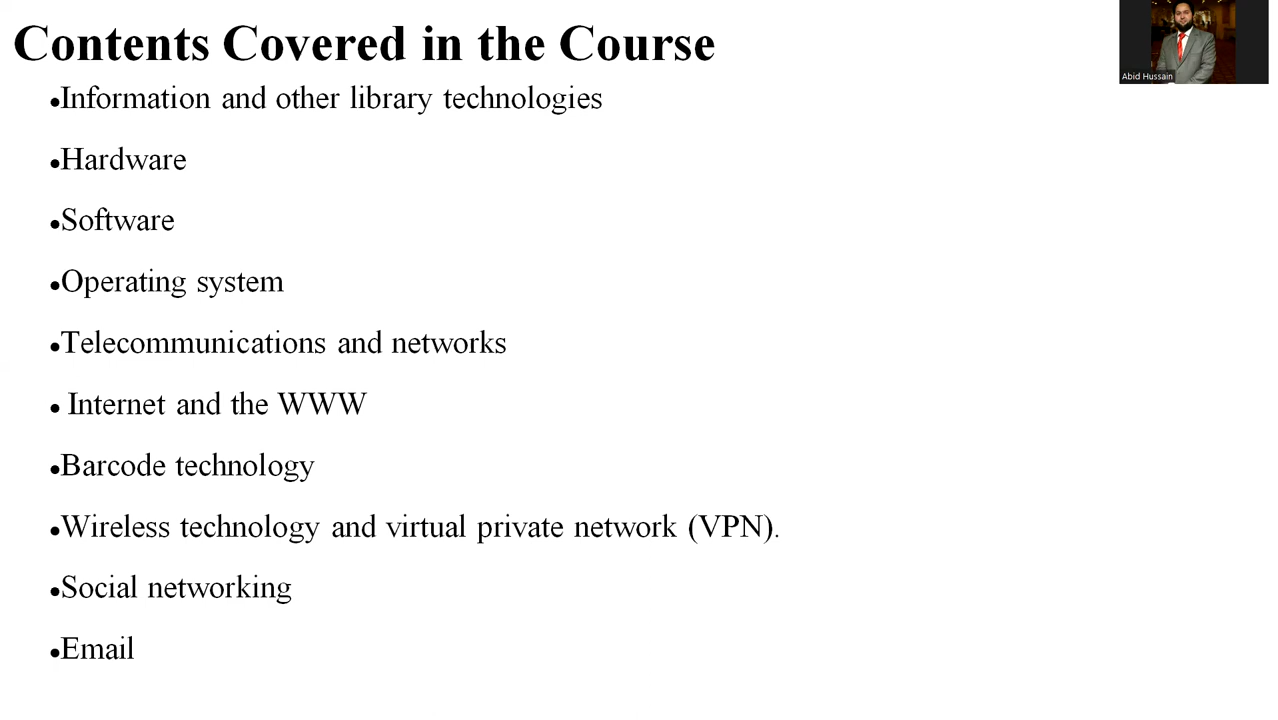 Contents Covered in the Course
Abid Hussain
•Information and other library technologies
•Hardware
•Software
•Operating system
•Telecommunications and networks
• Internet and the WWW
•Barcode technology
•Wireless technology and virtual private network (VPN).
•Social networking
•Email